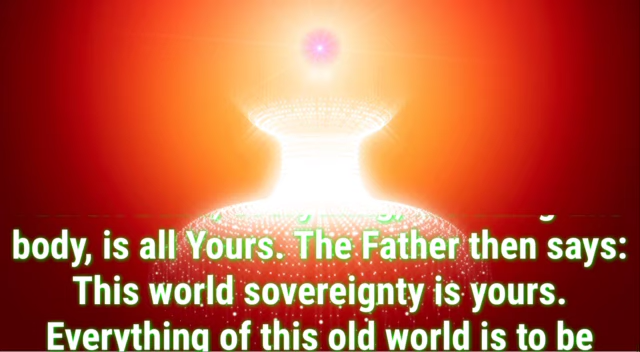 body, is all Yours. The Father then says:
This world sovereignty is yours.
Everything of this old world is to be